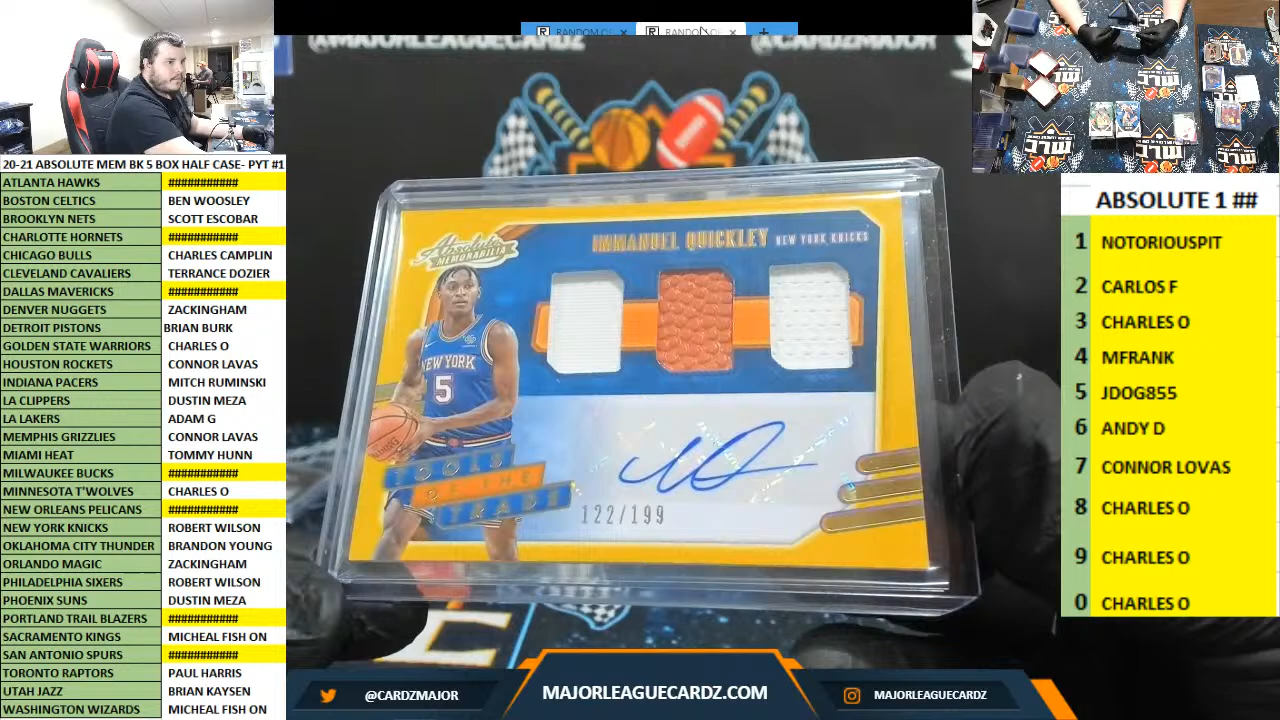 RANDOM
RANDOM
@MAJORLEAGUECARDZ
@CARDZMAJOR
20-21 ABSOLUTE MEM BK 5 BOX HALF CASE- PYT #1
ATLANTA HAWKS ###########
BOSTON CELTICS BEN WOOSLEY
BROOKLYN NETS SCOTT ESCOBAR
CHARLOTTE HORNETS ###########
CHICAGO BULLS CHARLES CAMPLIN
CLEVELAND CAVALIERS TERRANCE DOZIER
DALLAS MAVERICKS ###########
DENVER NUGGETS ZACKINGHAM
DETROIT PISTONS BRIAN BURK
GOLDEN STATE WARRIORS CHARLES O
HOUSTON ROCKETS CONNOR LAVAS
INDIANA PACERS MITCH RUMINSKI
LA CLIPPERS DUSTIN MEZA
LA LAKERS ADAM G
MEMPHIS GRIZZLIES CONNOR LAVAS
MIAMI HEAT TOMMY HUNN
MILWAUKEE BUCKS ###########
MINNESOTA T'WOLVES CHARLES O
NEW ORLEANS PELICANS ###########
NEW YORK KNICKS ROBERT WILSON
OKLAHOMA CITY THUNDER BRANDON YOUNG
ORLANDO MAGIC ZACKINGHAM
PHILADELPHIA SIXERS ROBERT WILSON
PHOENIX SUNS DUSTIN MEZA
PORTLAND TRAIL BLAZERS ###########
SACRAMENTO KINGS MICHEAL FISH ON
SAN ANTONIO SPURS ###########
TORONTO RAPTORS PAUL HARRIS
UTAH JAZZ BRIAN KAYSEN
WASHINGTON WIZARDS MICHEAL FISH ON
Absolute
MEMORABILIA
IMMANUEL QUICKLEY NEW YORK KNICKS
NEW YORK
5
TOOLS
OF THE
TRADE
122/199
ABSOLUTE 1 ##
1 NOTORIOUSPIT
2 CARLOS F
3 CHARLES O
4 MFRANK
5 JDOG855
6 ANDY D
7 CONNOR LOVAS
8 CHARLES O
9 CHARLES O
0 CHARLES O
@CARDZMAJOR
MAJORLEAGUECARDZ.COM
MAJORLEAGUECARDZ